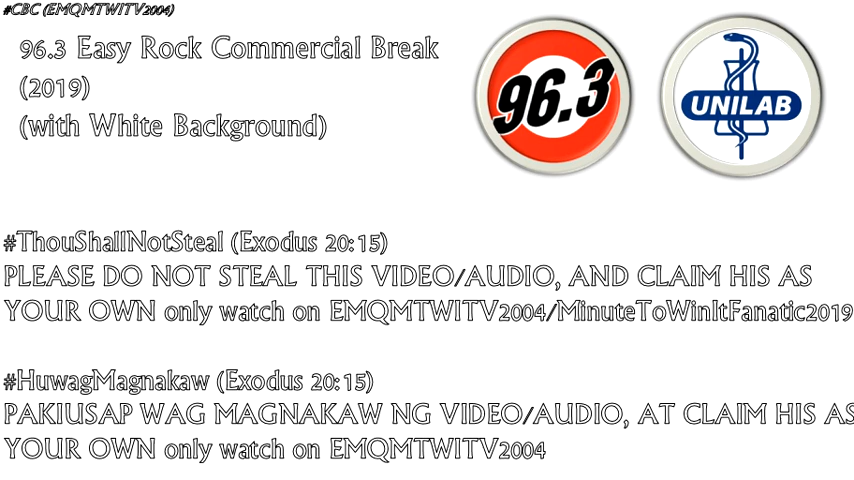 #CBC (EMQMTWITV2004)
96.3 Easy Rock Commercial Break
(2019)
(with White Background)
96.3
UNILAB
#ThouShallNotSteal (Exodus 20:15)
PLEASE DO NOT STEAL THIS VIDEO/AUDIO, AND CLAIM HIS AS
YOUR OWN only watch on EMQMTWITV2004/MinuteToWinItFanatic2019
#HuwagMagnakaw (Exodus 20:15)
PAKIUSAP WAG MAGNAKAW NG VIDEO/AUDIO, AT CLAIM HIS AS
YOUR OWN only watch on EMQMTWITV2004